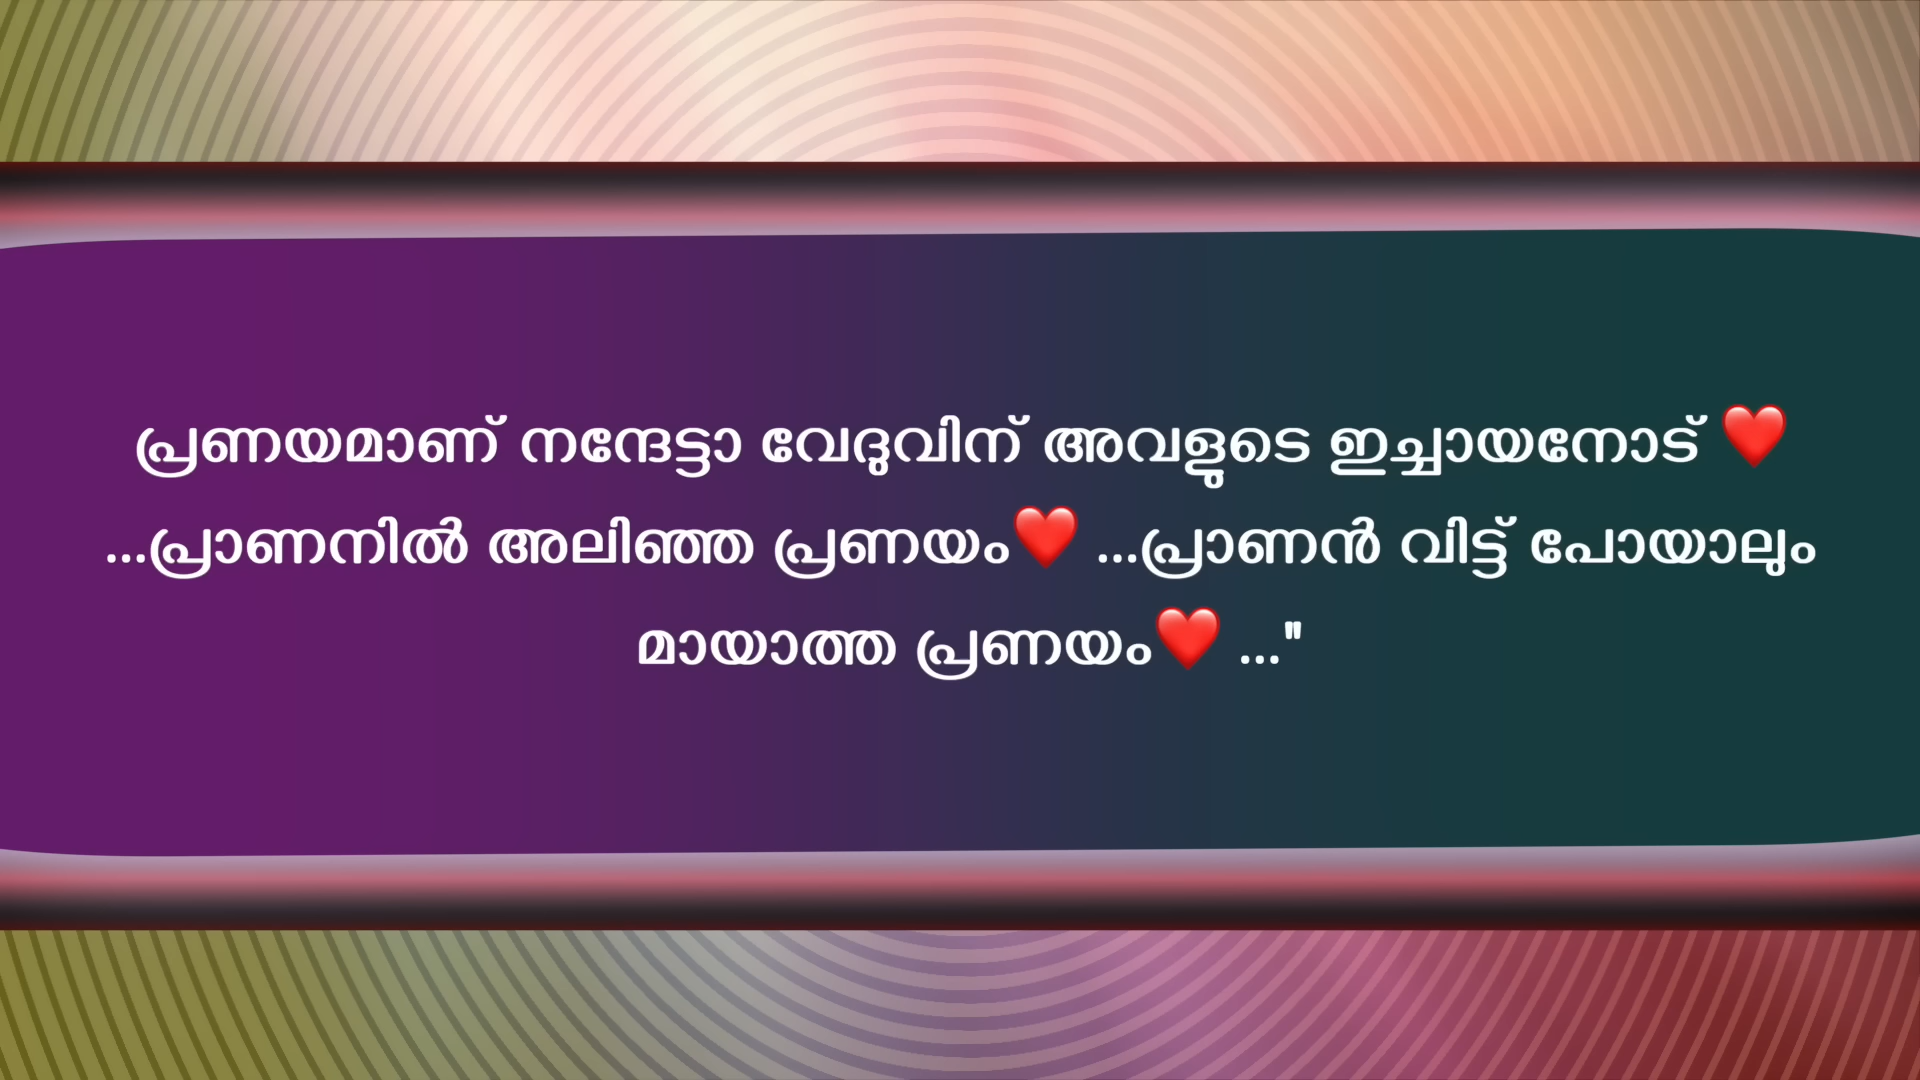 പ്രണയമാണ് നന്ദേട്ടാ വേദുവിന് അവളുടെ ഇച്ചായനോട് ❤️
...പ്രാണനിൽ അലിഞ്ഞ പ്രണയം❤️ ...പ്രാണൻ വിട്ട് പോയാലും
മായാത്ത പ്രണയം❤️ ..."